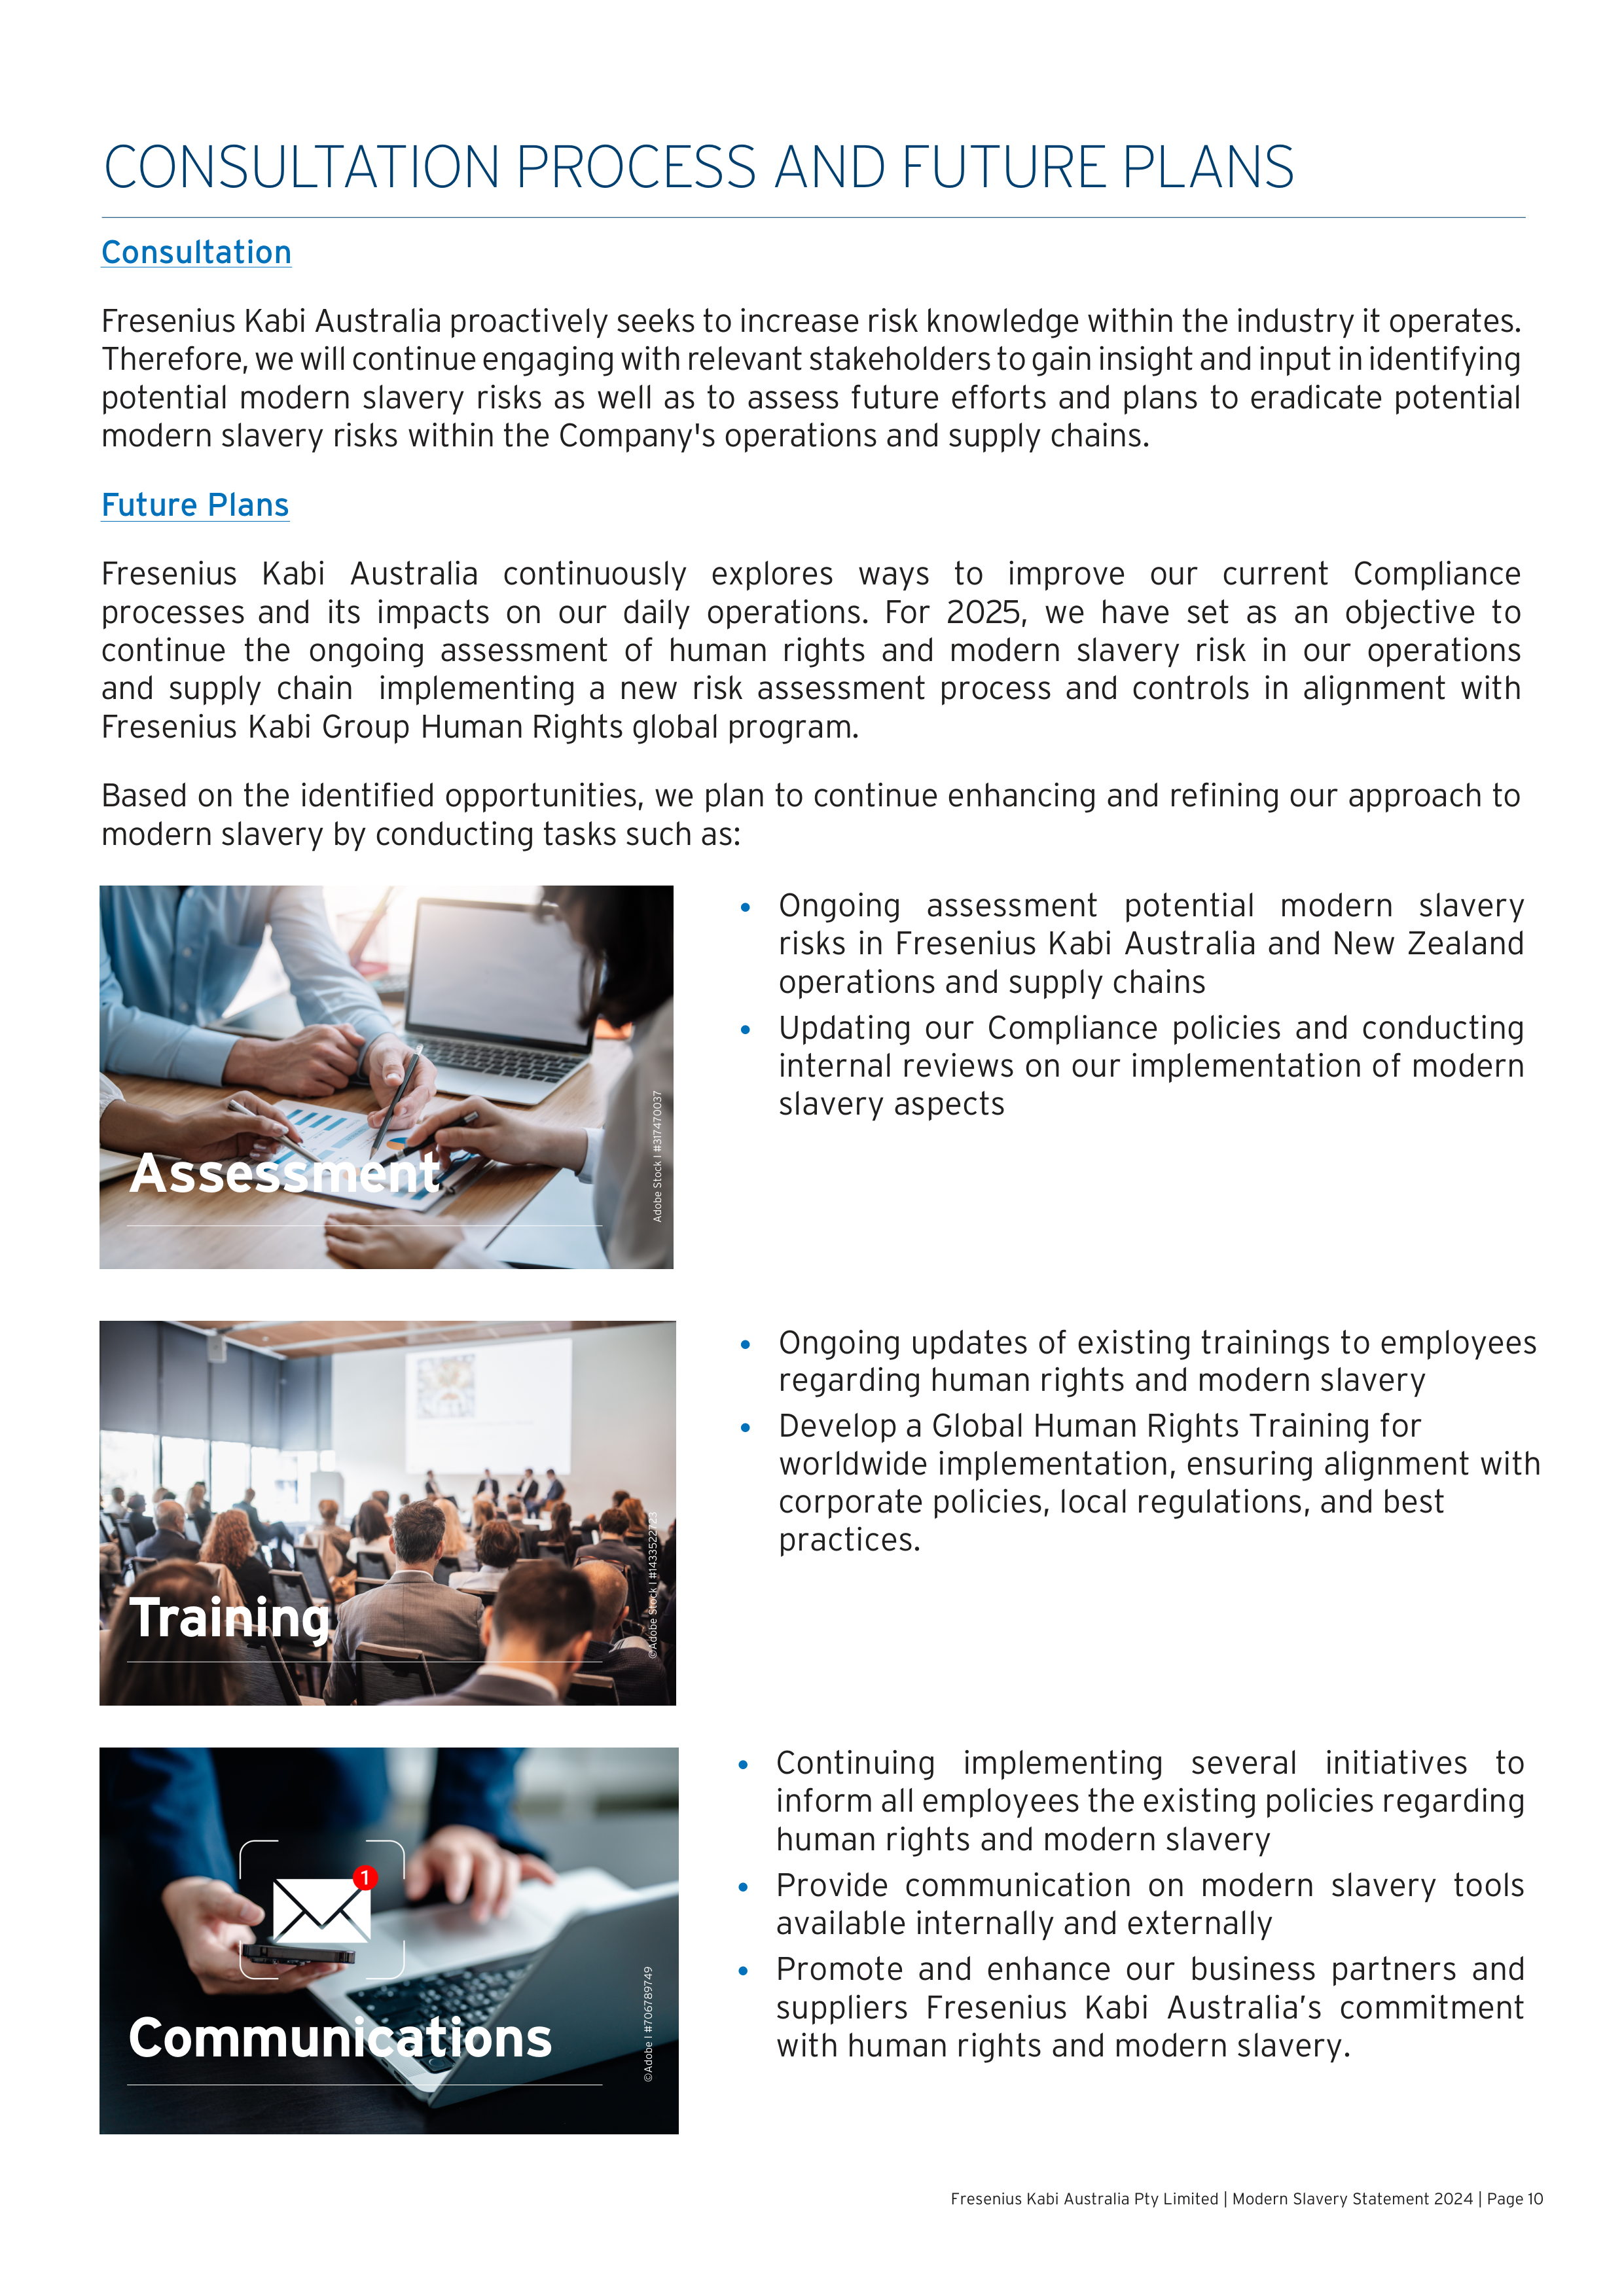 CONSULTATION PROCESS AND FUTURE PLANS
Consultation
Fresenius Kabi Australia proactively seeks to increase risk knowledge within the industry it operates.
Therefore, we will continue engaging with relevant stakeholders to gain insight and input in identifying
potential modern slavery risks as well as to assess future efforts and plans to eradicate potential
modern slavery risks within the Company's operations and supply chains.
Future Plans
Fresenius Kabi Australia continuously explores ways to improve our current Compliance
processes and its impacts on our daily operations. For 2025, we have set as an objective to
continue the ongoing assessment of human rights and modern slavery risk in our operations
and supply chain implementing a new risk assessment process and controls in alignment with
Fresenius Kabi Group Human Rights global program.
Based on the identified opportunities, we plan to continue enhancing and refining our approach to
modern slavery by conducting tasks such as:
Assessment
Adobe Stock | #317470037
• Ongoing assessment potential modern slavery
risks in Fresenius Kabi Australia and New Zealand
operations and supply chains
• Updating our Compliance policies and conducting
internal reviews on our implementation of modern
slavery aspects
Training
©Adobe Stock | #1433522723
• Ongoing updates of existing trainings to employees
regarding human rights and modern slavery
• Develop a Global Human Rights Training for
worldwide implementation, ensuring alignment with
corporate policies, local regulations, and best
practices.
1
Communications
©Adobe | #706789749
• Continuing implementing several initiatives to
inform all employees the existing policies regarding
human rights and modern slavery
• Provide communication on modern slavery tools
available internally and externally
• Promote and enhance our business partners and
suppliers Fresenius Kabi Australia’s commitment
with human rights and modern slavery.
Fresenius Kabi Australia Pty Limited | Modern Slavery Statement 2024 | Page 10